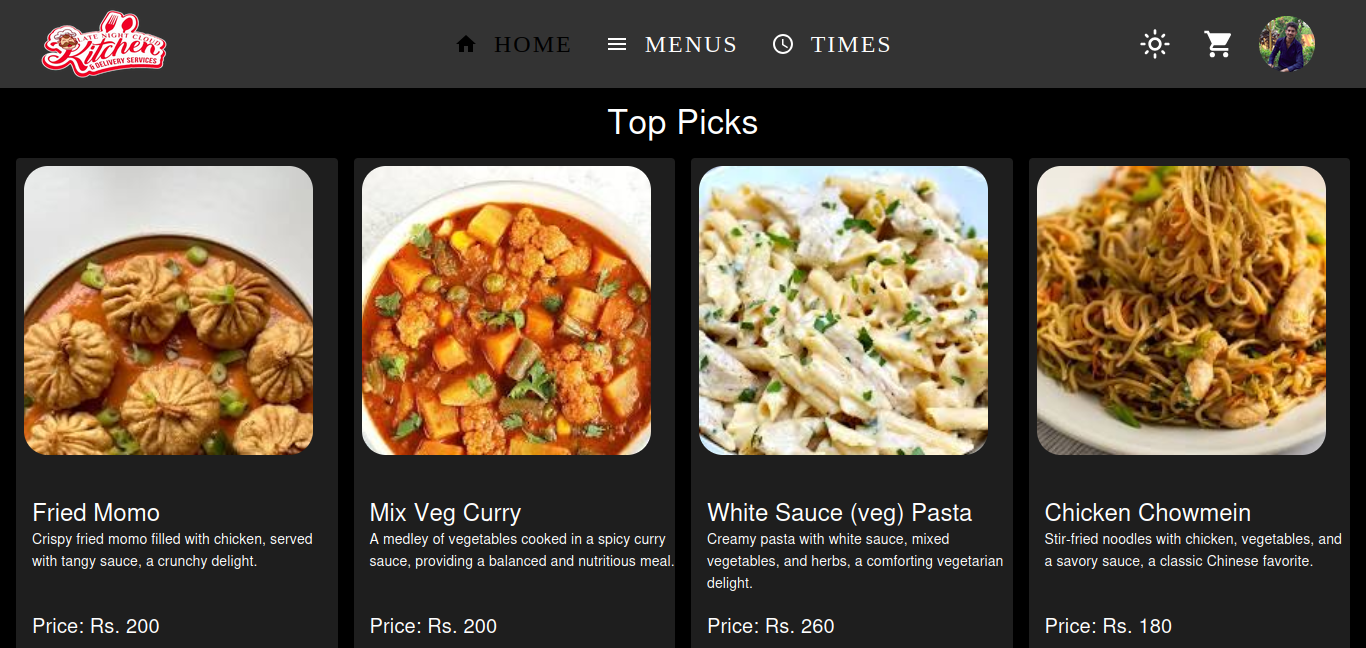 LATE NIGHT CLOUD
Kitchen
& DELIVERY SERVICES
HOME
MENUS
TIMES
Top Picks
Fried Momo
Crispy fried momo filled with chicken, served
with tangy sauce, a crunchy delight.
Price: Rs. 200
Mix Veg Curry
A medley of vegetables cooked in a spicy curry
sauce, providing a balanced and nutritious meal.
Price: Rs. 200
White Sauce (veg) Pasta
Creamy pasta with white sauce, mixed
vegetables, and herbs, a comforting vegetarian
delight.
Price: Rs. 260
Chicken Chowmein
Stir-fried noodles with chicken, vegetables, and
a savory sauce, a classic Chinese favorite.
Price: Rs. 180